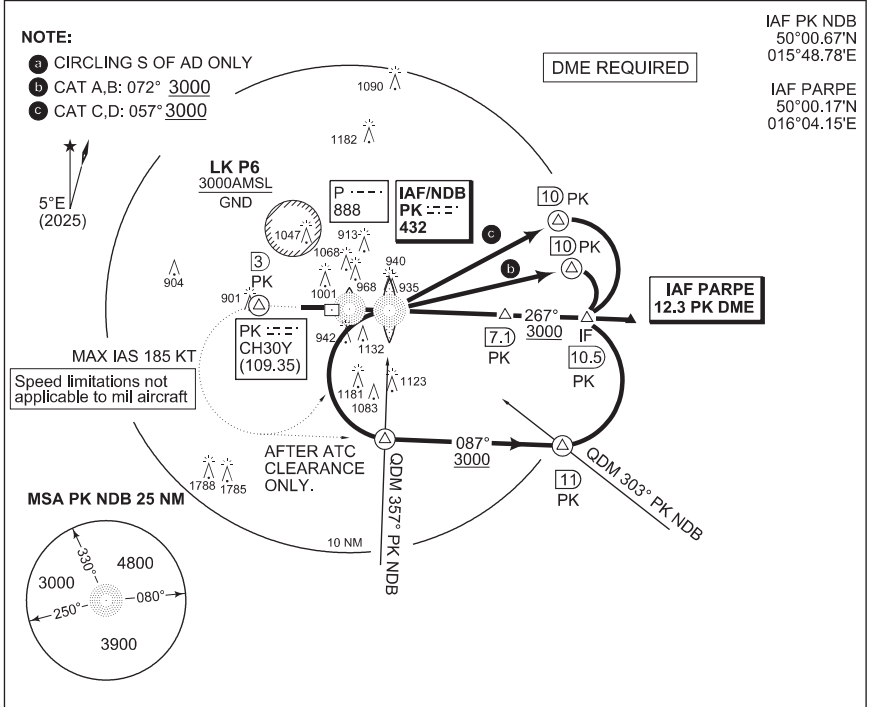 NOTE:
a CIRCLING S OF AD ONLY
b CAT A,B: 072° 3000
c CAT C,D: 057° 3000
IAF PK NDB
50°00.67'N
015°48.78'E
IAF PARPE
50°00.17'N
016°04.15'E
DME REQUIRED
5°E
(2025)
1090
1182
LK P6
3000AMSL
GND
P
888
IAF/NDB
PK
432
10 PK
c
10 PK
b
1047
913
1068
940
904
3
PK
1001
968
935
901
IAF PARPE
12.3 PK DME
267°
3000
7.1
PK
IF
10.5
PK
PK
CH30Y
(109.35)
942
1132
MAX IAS 185 KT
Speed limitations not
applicable to mil aircraft
1181
1123
1083
087°
3000
AFTER ATC
CLEARANCE
ONLY.
11
PK
QDM 357° PK NDB
QDM 303° PK NDB
1788
1785
10 NM
MSA PK NDB 25 NM
330°
4800
3000
250°
080°
3900